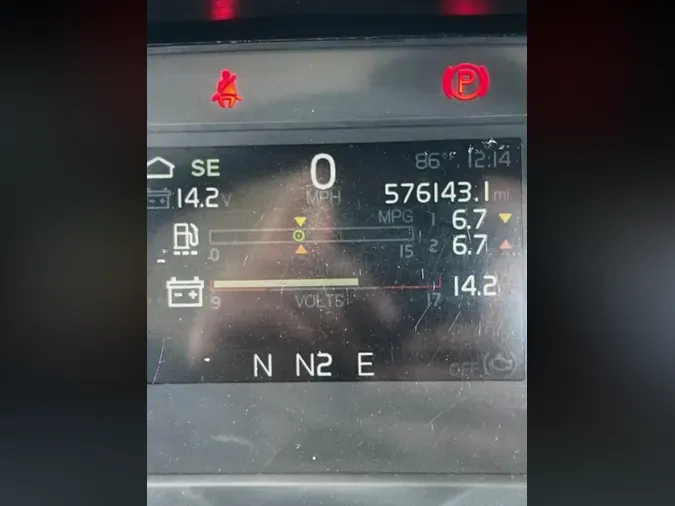 P
SE 0 86°F 12:14
14.2V MPH 576143.1 mi
MPG 1 6.7
0 15 2 6.7
14.2
9 VOLTS 17
N N2 E OFF